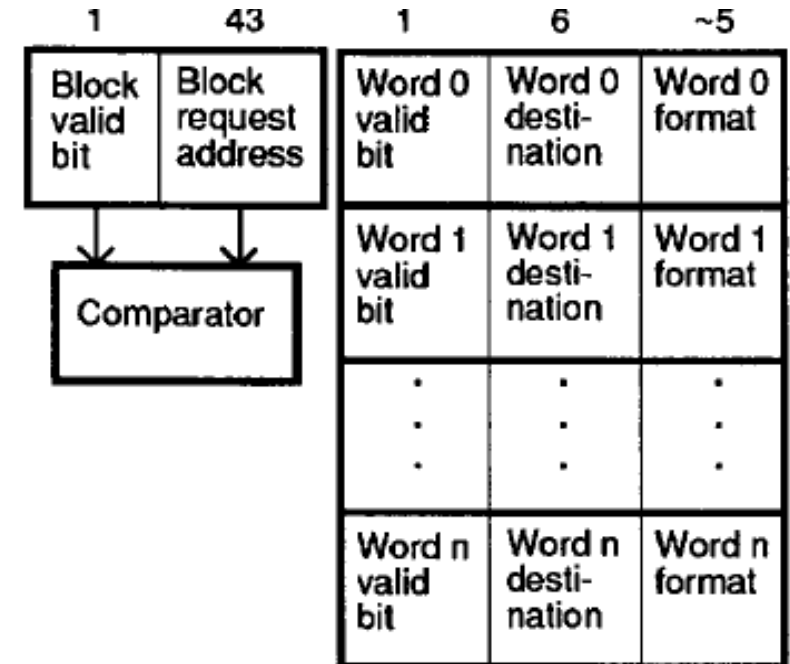 1 43 1 6 ~5
Block valid bit
Block request address
Word 0 valid bit
Word 0 desti- nation
Word 0 format
Word 1 valid bit
Word 1 desti- nation
Word 1 format
Comparator
. . .
. . .
. . .
Word n valid bit
Word n desti- nation
Word n format